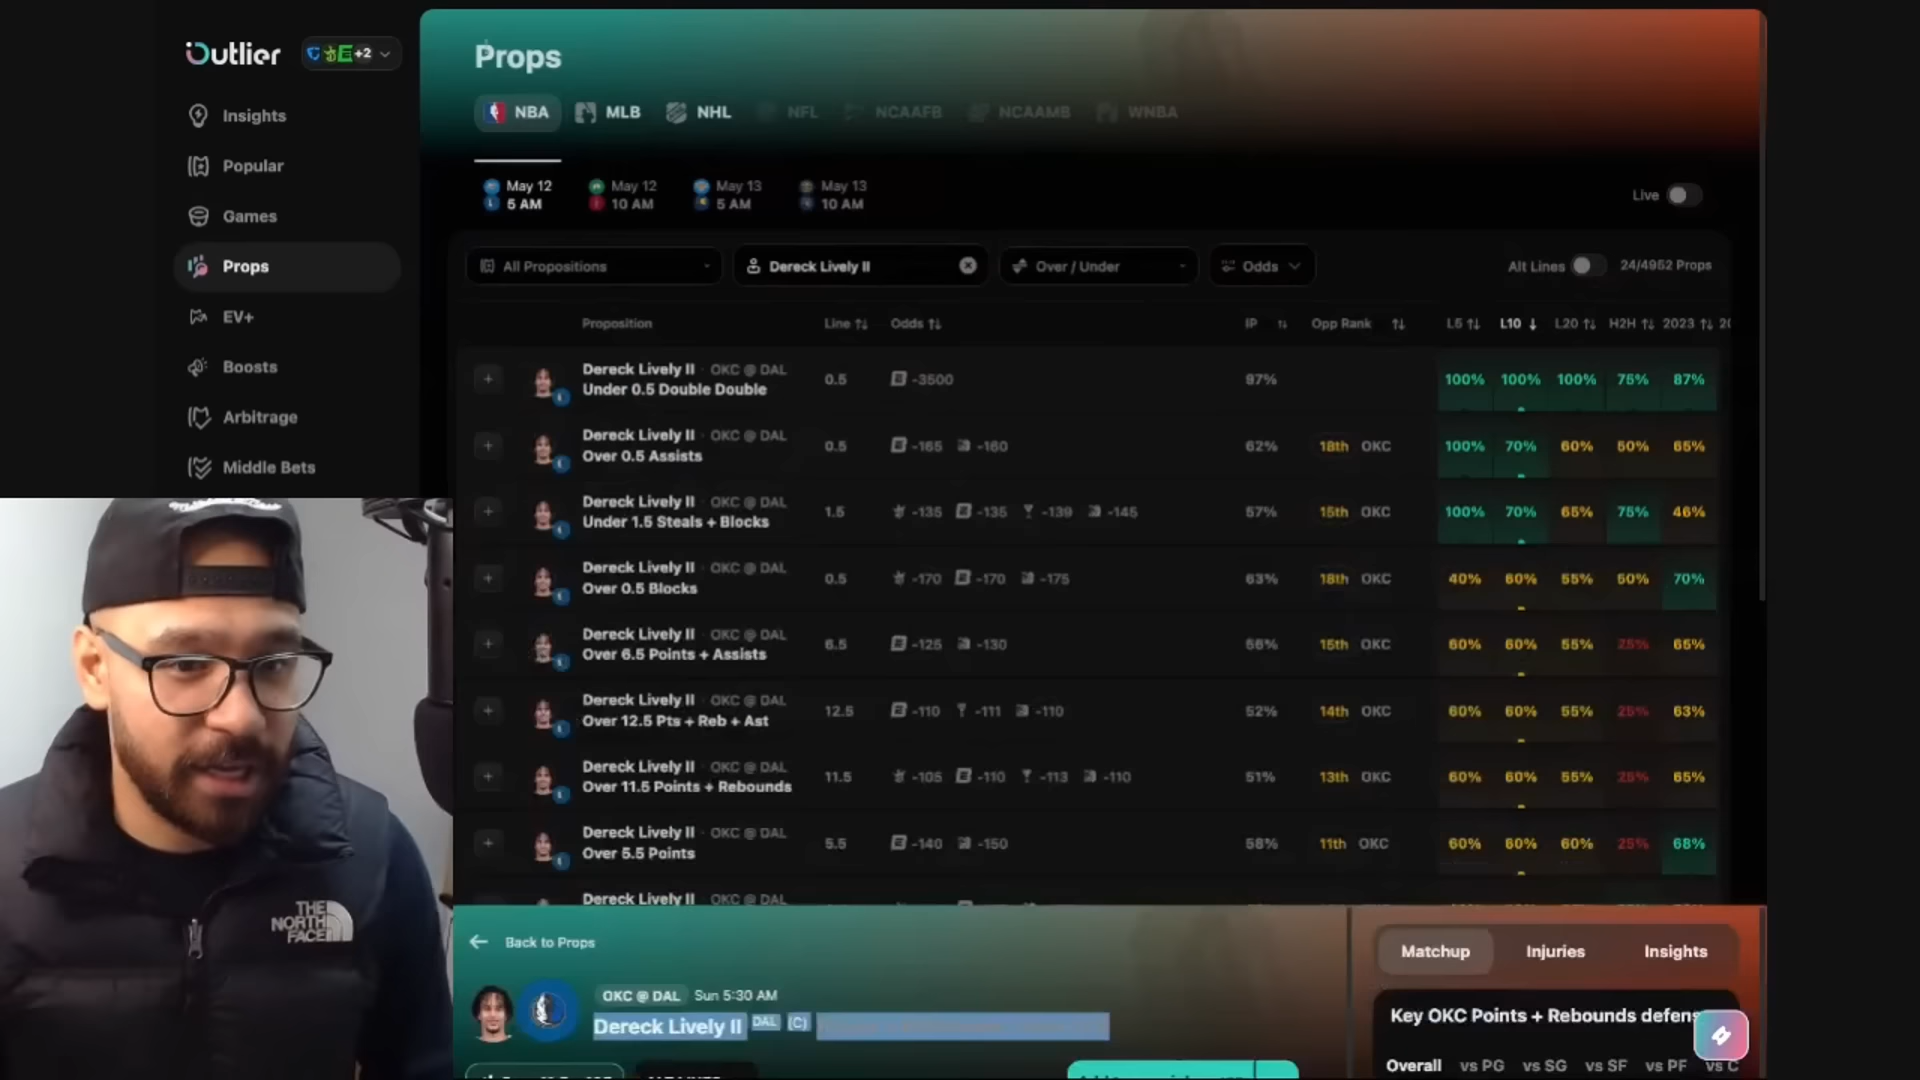 Outlier +2
Insights
Popular
Games
Props
EV+
Boosts
Arbitrage
Middle Bets
Props
NBA MLB NHL NFL NCAAFB NCAAMB WNBA
May 12 May 12 May 13 May 13
5 AM 10 AM 5 AM 10 AM
Live
All Propositions Dereck Lively II Over / Under Odds Alt Lines 24/4952 Props
Proposition Line Odds IP Opp Rank L5 L10 L20 H2H 2023
Dereck Lively II · OKC @ DAL
Under 0.5 Double Double 0.5 -3500 97% 100% 100% 100% 75% 87%
Dereck Lively II · OKC @ DAL
Over 0.5 Assists 0.5 -165 -160 62% 18th OKC 100% 70% 60% 50% 65%
Dereck Lively II · OKC @ DAL
Under 1.5 Steals + Blocks 1.5 -135 -135 -139 -145 57% 15th OKC 100% 70% 65% 75% 46%
Dereck Lively II · OKC @ DAL
Over 0.5 Blocks 0.5 -170 -170 -175 63% 18th OKC 40% 60% 55% 50% 70%
Dereck Lively II · OKC @ DAL
Over 6.5 Points + Assists 6.5 -125 -130 56% 15th OKC 60% 60% 55% 25% 65%
Dereck Lively II · OKC @ DAL
Over 12.5 Pts + Reb + Ast 12.5 -110 -111 -110 52% 14th OKC 60% 60% 55% 25% 63%
Dereck Lively II · OKC @ DAL
Over 11.5 Points + Rebounds 11.5 -105 -110 -113 -110 51% 13th OKC 60% 60% 55% 25% 65%
Dereck Lively II · OKC @ DAL
Over 5.5 Points 5.5 -140 -150 58% 11th OKC 60% 60% 60% 25% 68%
Dereck Lively II · OKC @ DAL
Back to Props
OKC @ DAL Sun 5:30 AM
Dereck Lively II DAL (C)
Matchup Injuries Insights
Key OKC Points + Rebounds defens
Overall vs PG vs SG vs SF vs PF vs C
THE
NORTH
FACE